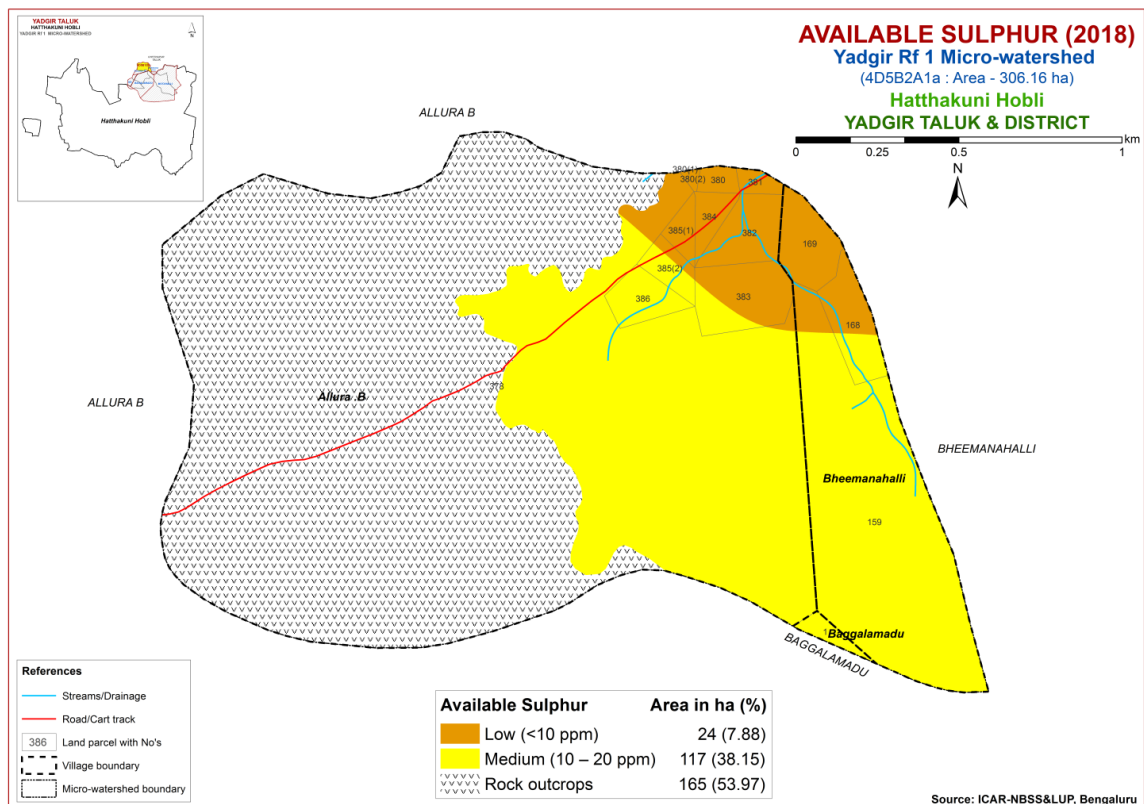 YADGIR TALUK
HATTHAKUNI HOBLI
YADGIR Rf 1 MICRO-WATERSHED
N
Hatthakuni Hobli
AVAILABLE SULPHUR (2018)
Yadgir Rf 1 Micro-watershed
(4D5B2A1a : Area - 306.16 ha)
Hatthakuni Hobli
YADGIR TALUK & DISTRICT
km
0 0.25 0.5 1
N
ALLURA B
380(1)
380(2) 380 381
384
385(1) 382 169
385(2)
386 383
168
378
Allura .B
ALLURA B
BHEEMANAHALLI
Bheemanahalli
159
1
Baggalamadu
BAGGALAMADU
References
Streams/Drainage
Road/Cart track
386 Land parcel with No's
Village boundary
Micro-watershed boundary
Available Sulphur Area in ha (%)
Low (<10 ppm) 24 (7.88)
Medium (10 – 20 ppm) 117 (38.15)
Rock outcrops 165 (53.97)
Source: ICAR-NBSS&LUP, Bengaluru